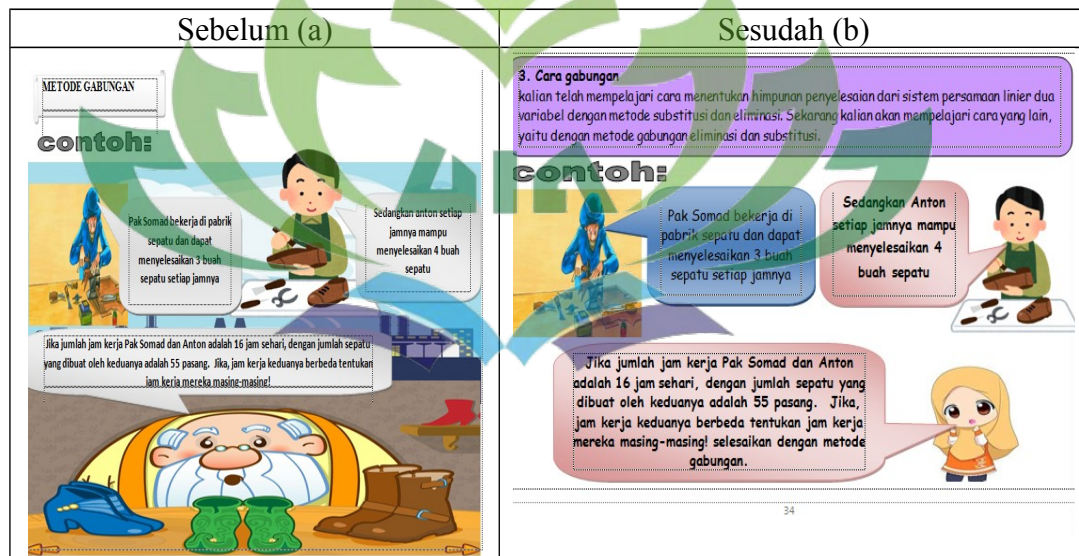 Sebelum (a)
Sesudah (b)
METODE GABUNGAN
contoh:
Pak Somad bekerja di pabrik
sepatu dan dapat
menyelesaikan 3 buah
sepatu setiap jamnya
Sedangkan anton setiap
jamnya mampu
menyelesaikan 4 buah
sepatu
Jika jumlah jam kerja Pak Somad dan Anton adalah 16 jam sehari, dengan jumlah sepatu
yang dibuat oleh keduanya adalah 55 pasang. Jika, jam kerja keduanya berbeda tentukan
jam kerja mereka masing-masing!
3. Cara gabungan
kalian telah mempelajari cara menentukan himpunan penyelesaian dari sistem persamaan linier dua
variabel dengan metode substitusi dan eliminasi. Sekarang kalian akan mempelajari cara yang lain,
yaitu dengan metode gabungan eliminasi dan substitusi.
contoh:
Pak Somad bekerja di
pabrik sepatu dan dapat
menyelesaikan 3 buah
sepatu setiap jamnya
Sedangkan Anton
setiap jamnya mampu
menyelesaikan 4
buah sepatu
Jika jumlah jam kerja Pak Somad dan Anton
adalah 16 jam sehari, dengan jumlah sepatu yang
dibuat oleh keduanya adalah 55 pasang. Jika,
jam kerja keduanya berbeda tentukan jam kerja
mereka masing-masing! selesaikan dengan metode
gabungan.
34